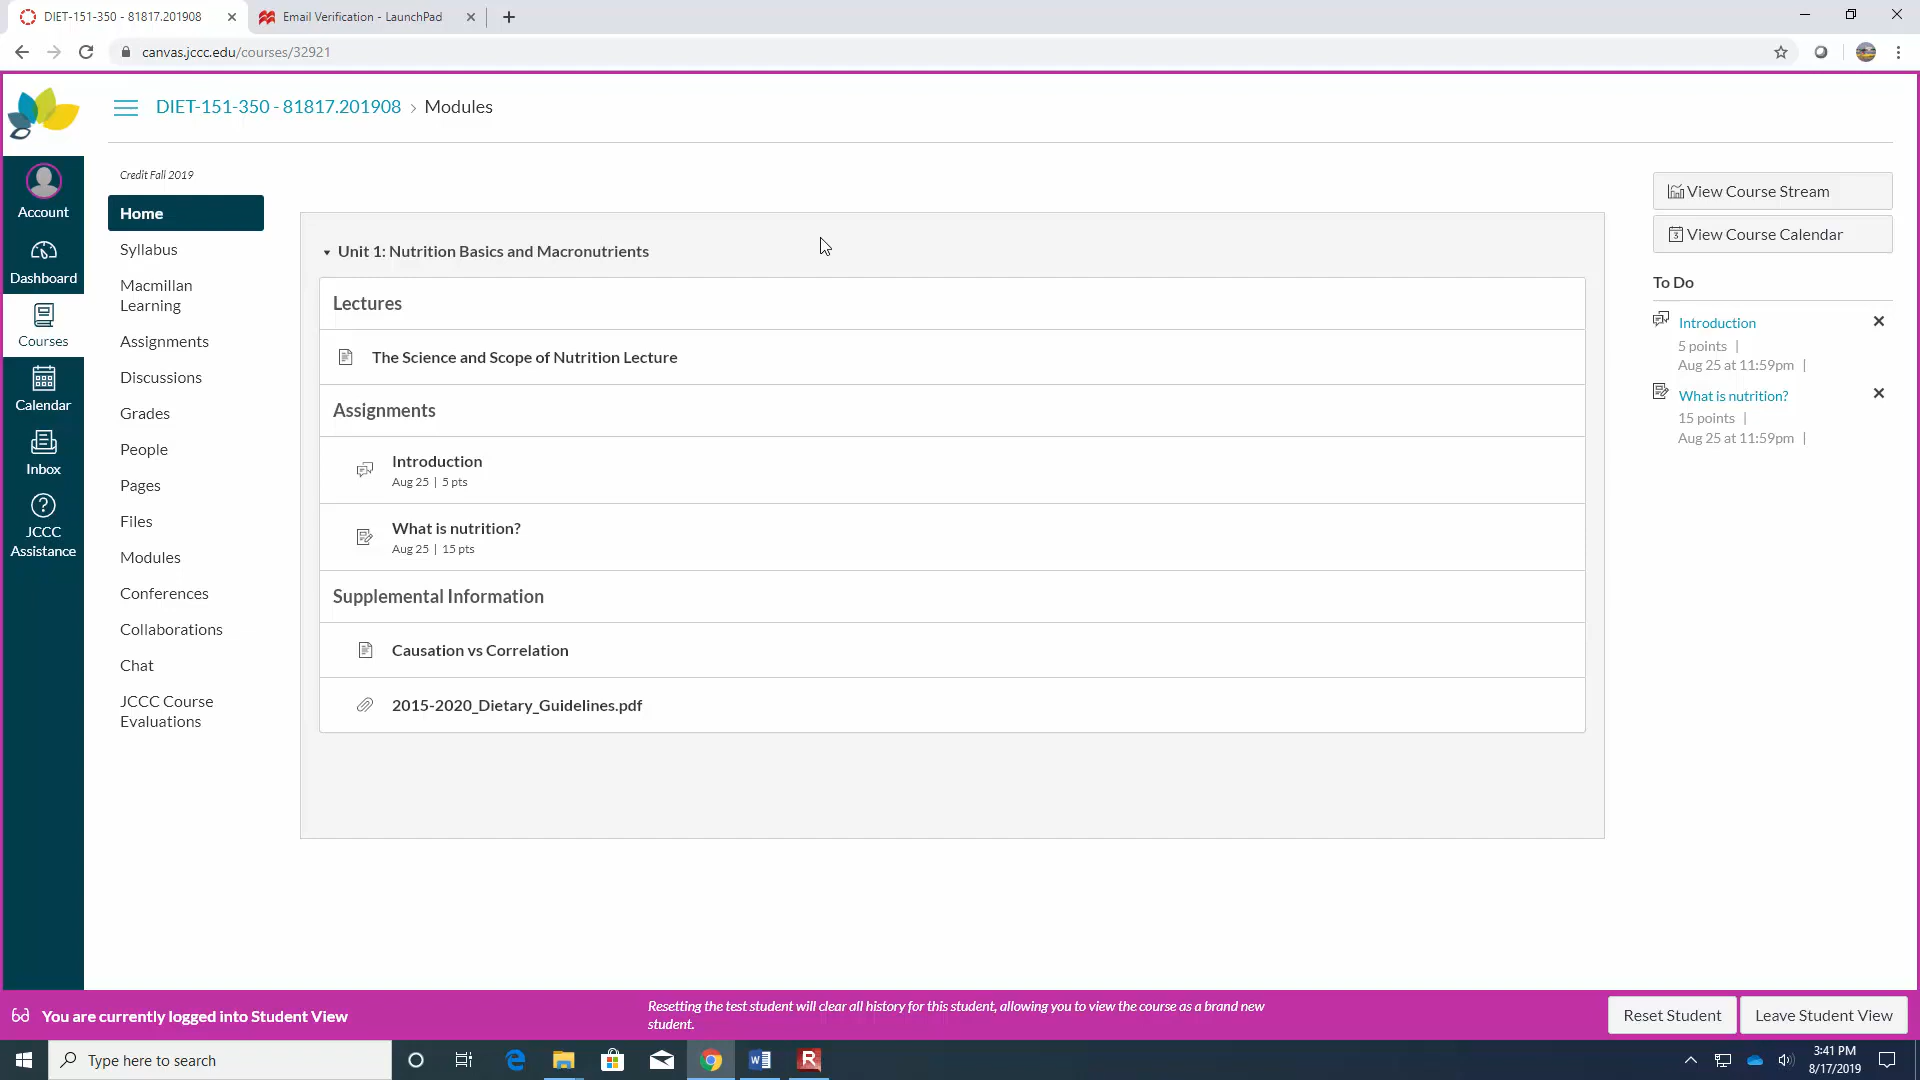 DIET-151-350 - 81817.201908
Email Verification - LaunchPad
canvas.jccc.edu/courses/32921
DIET-151-350 - 81817.201908 › Modules
Account
Dashboard
Courses
Calendar
Inbox
JCCC
Assistance
Credit Fall 2019
Home
Syllabus
Macmillan
Learning
Assignments
Discussions
Grades
People
Pages
Files
Modules
Conferences
Collaborations
Chat
JCCC Course
Evaluations
Unit 1: Nutrition Basics and Macronutrients
Lectures
The Science and Scope of Nutrition Lecture
Assignments
Introduction
Aug 25 | 5 pts
What is nutrition?
Aug 25 | 15 pts
Supplemental Information
Causation vs Correlation
2015-2020_Dietary_Guidelines.pdf
View Course Stream
View Course Calendar
To Do
Introduction
5 points |
Aug 25 at 11:59pm |
What is nutrition?
15 points |
Aug 25 at 11:59pm |
You are currently logged into Student View
Resetting the test student will clear all history for this student, allowing you to view the course as a brand new
student.
Reset Student
Leave Student View
Type here to search
3:41 PM
8/17/2019